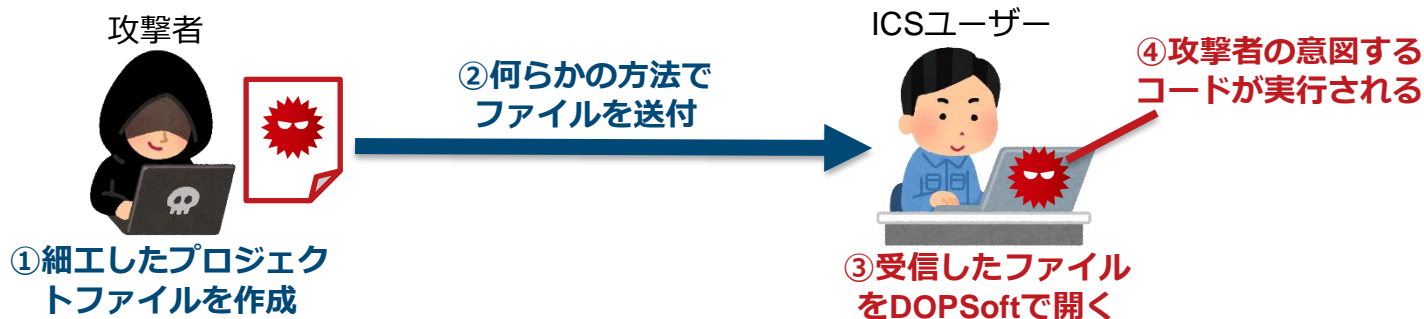 攻撃者
ICSユーザー
②何らかの方法で
ファイルを送付
④攻撃者の意図する
コードが実行される
①細工したプロジェク
トファイルを作成
③受信したファイル
をDOPSoftで開く